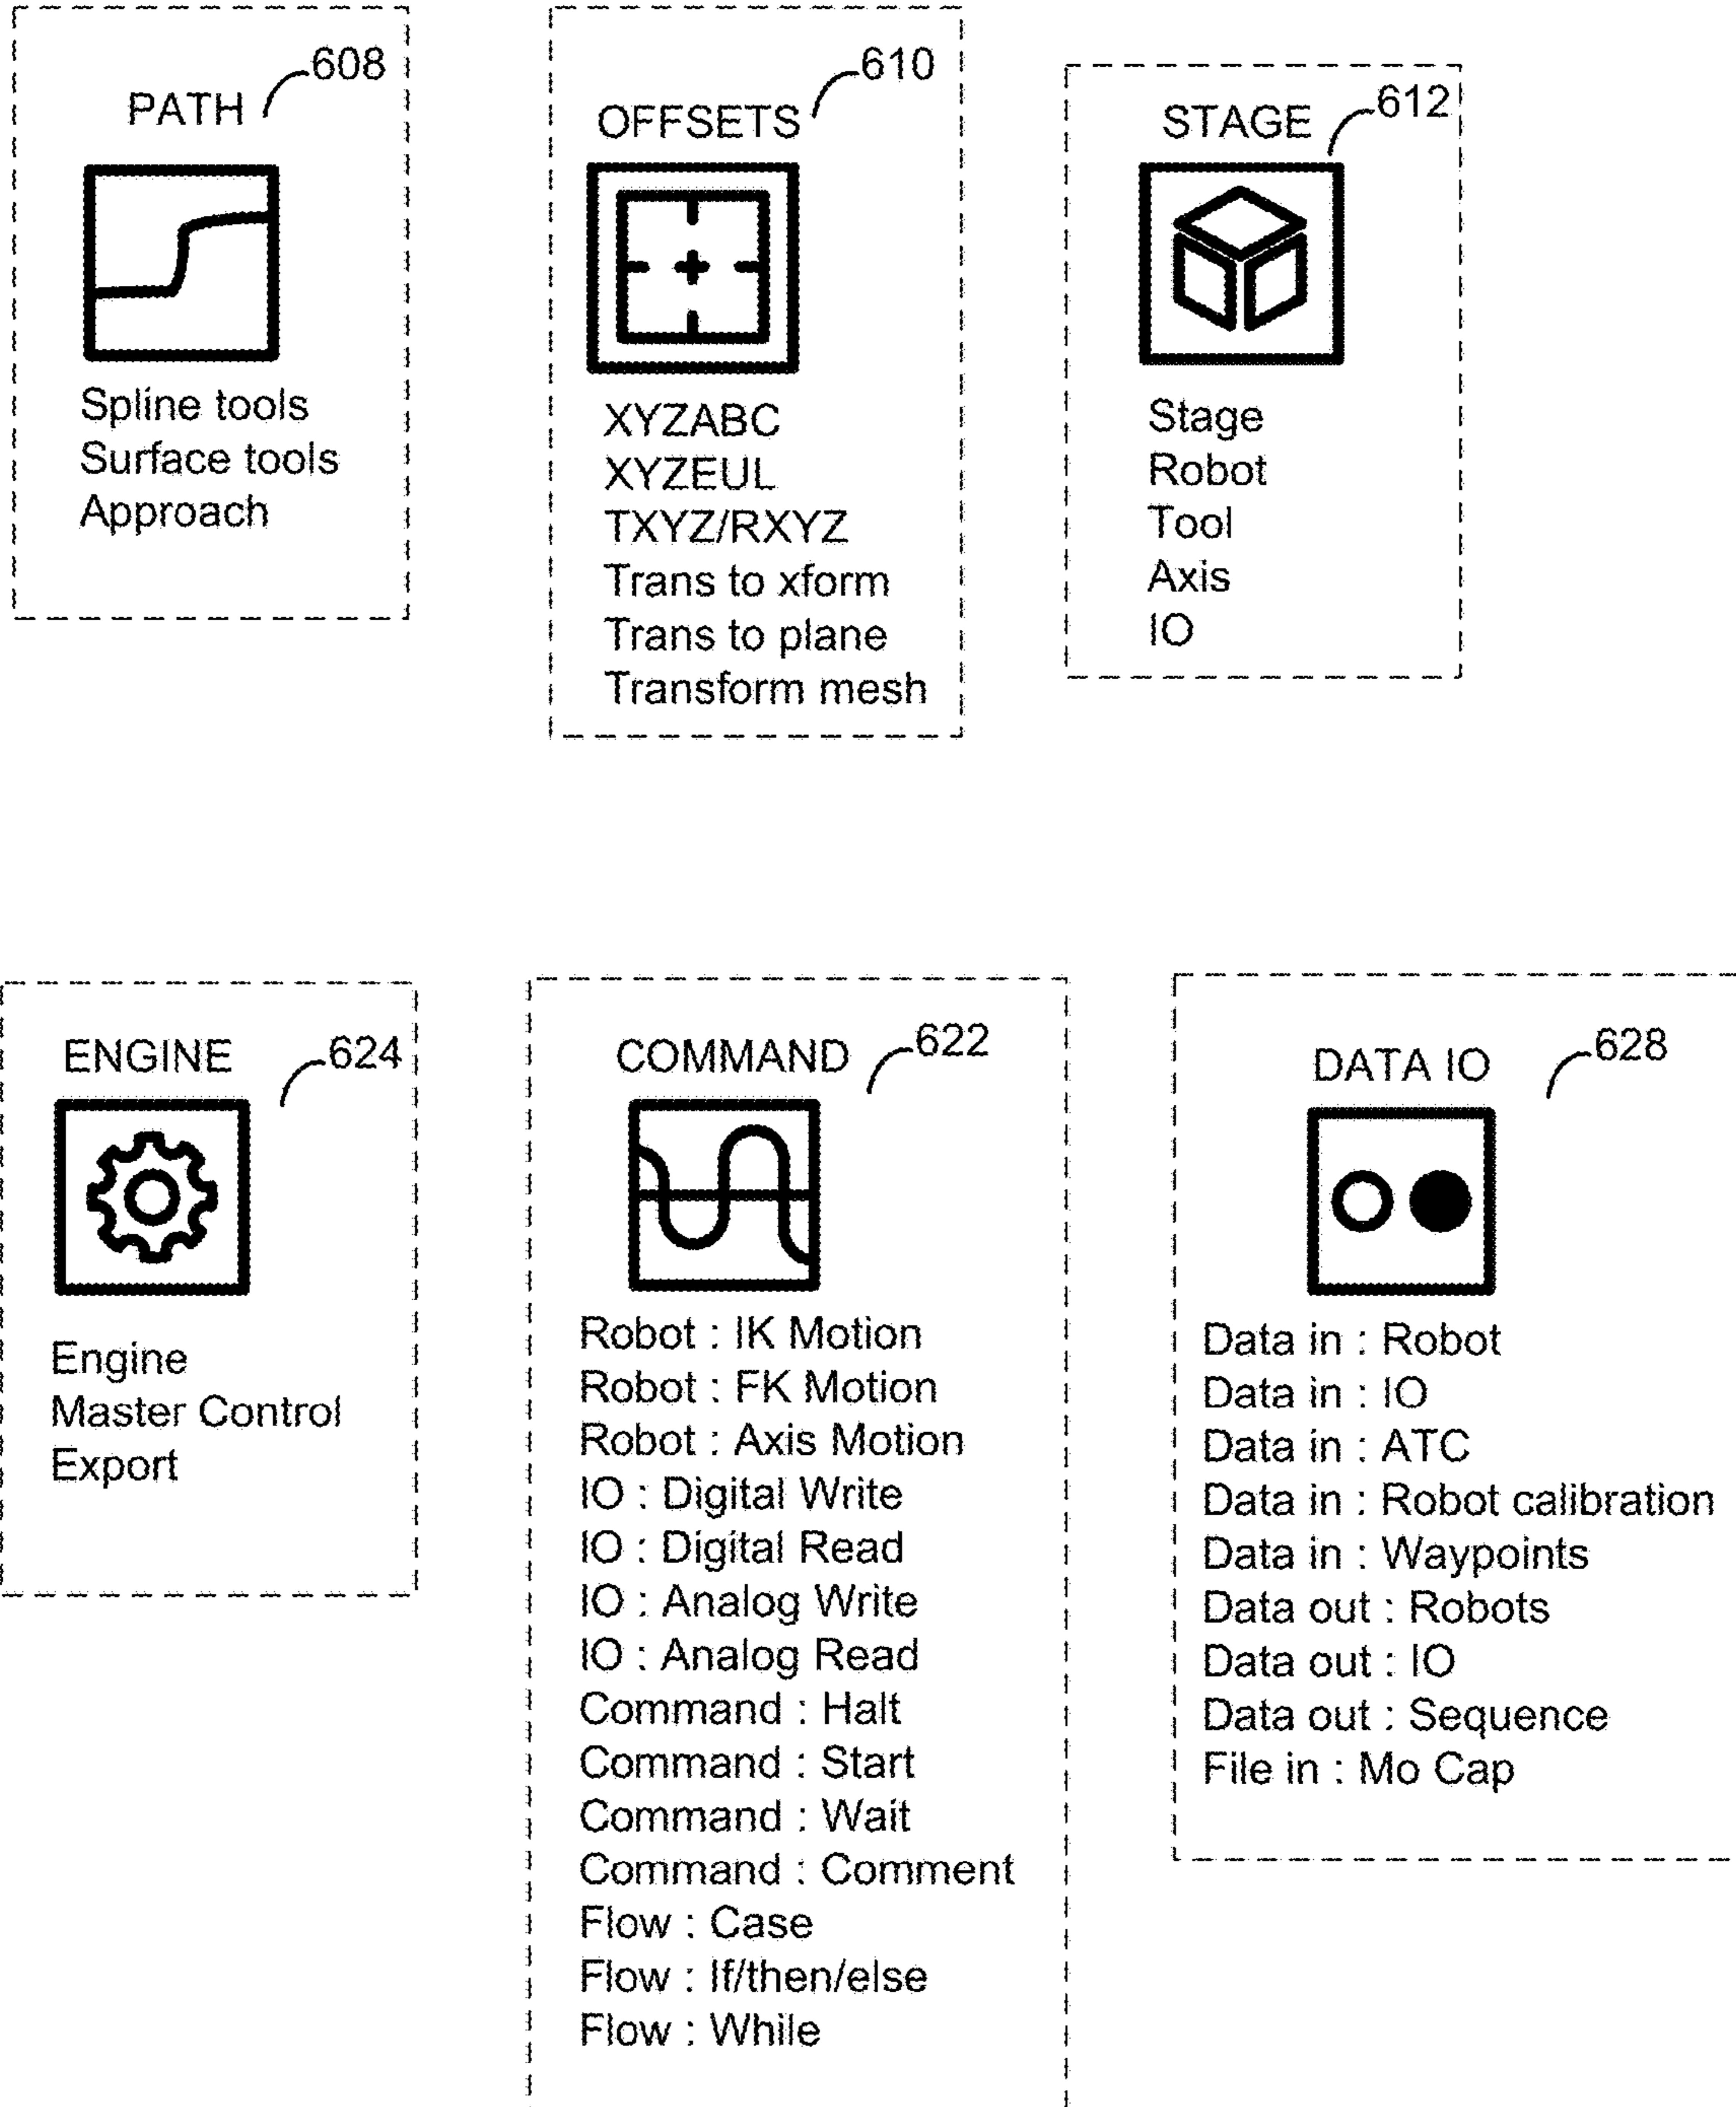 608
PATH
Spline tools
Surface tools
Approach
610
OFFSETS
XYZABC
XYZEUL
TXYZ/RXYZ
Trans to xform
Trans to plane
Transform mesh
612
STAGE
Stage
Robot
Tool
Axis
IO
624
ENGINE
Engine
Master Control
Export
622
COMMAND
Robot : IK Motion
Robot : FK Motion
Robot : Axis Motion
IO : Digital Write
IO : Digital Read
IO : Analog Write
IO : Analog Read
Command : Halt
Command : Start
Command : Wait
Command : Comment
Flow : Case
Flow : If/then/else
Flow : While
628
DATA IO
Data in : Robot
Data in : IO
Data in : ATC
Data in : Robot calibration
Data in : Waypoints
Data out : Robots
Data out : IO
Data out : Sequence
File in : Mo Cap